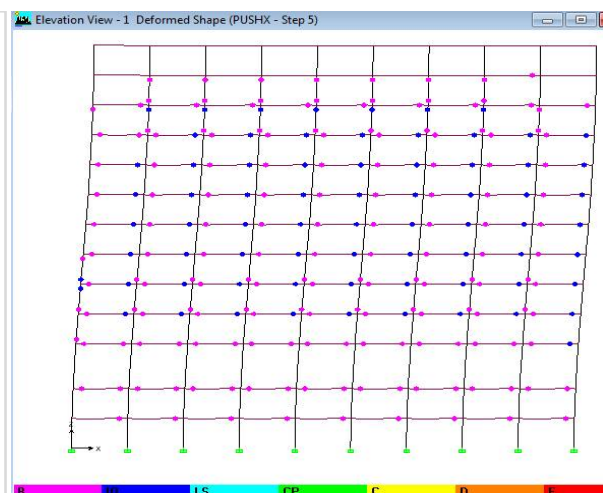 Elevation View - 1 Deformed Shape (PUSHX - Step 5)
Z
X
B IO LS CP C D E